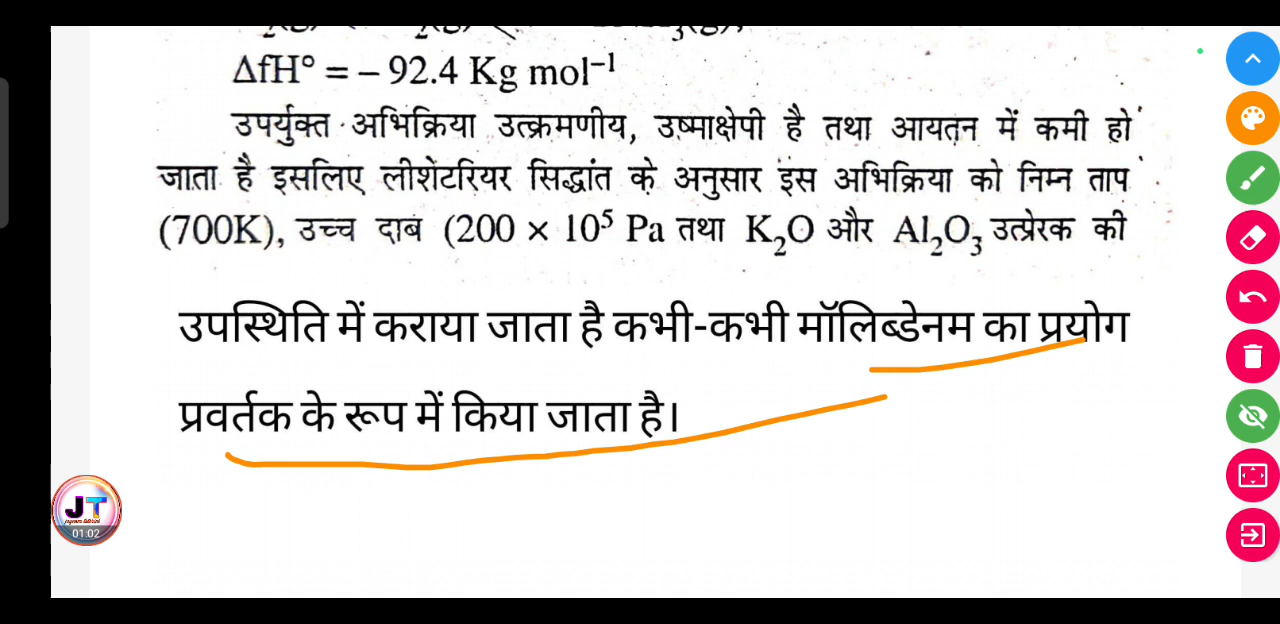 ΔfH° = – 92.4 Kg mol⁻¹
उपर्युक्त अभिक्रिया उत्क्रमणीय, उष्माक्षेपी है तथा आयतन में कमी हो
जाता है इसलिए लीशेटरियर सिद्धांत के अनुसार इस अभिक्रिया को निम्न ताप
(700K), उच्च दाब (200 × 10⁵ Pa तथा K₂O और Al₂O₃ उत्प्रेरक की
उपस्थिति में कराया जाता है कभी-कभी मॉलिब्डेनम का प्रयोग
प्रवर्तक के रूप में किया जाता है।
JT
01:02